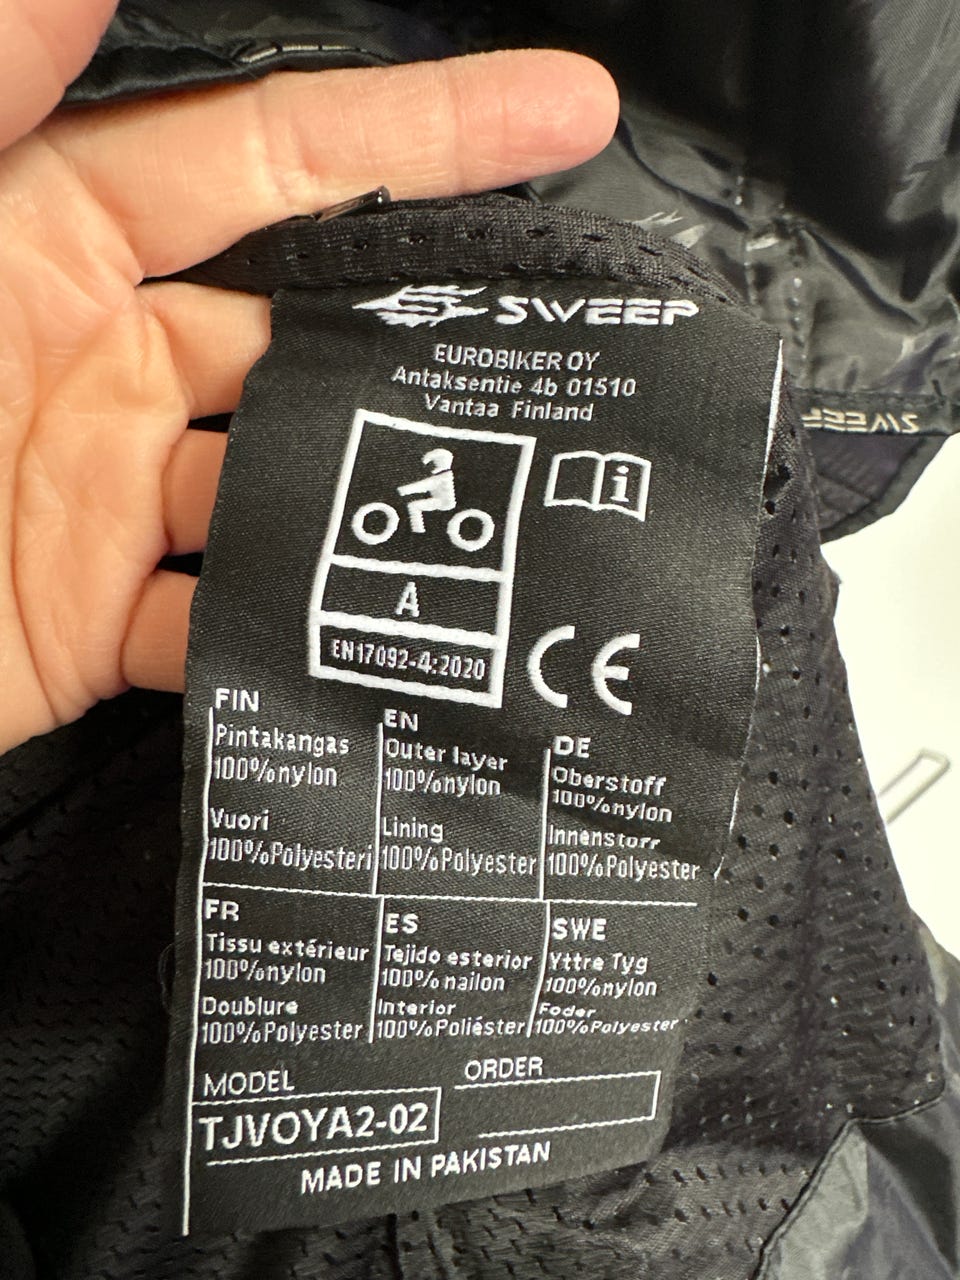 SWEEP
EUROBIKER OY
Antaksentie 4b 01510
Vantaa Finland
i
A
EN17092-4:2020
CE
FIN
Pintakangas
100%nylon
Vuori
100%Polyesteri
EN
Outer layer
100%nylon
Lining
100%Polyester
DE
Oberstoff
100%nylon
Innenstorr
100%Polyester
FR
Tissu extérieur
100%nylon
Doublure
100%Polyester
ES
Tejido esterior
100% nailon
Interior
100%Poliéster
SWE
Yttre Tyg
100%nylon
Foder
100%Polyester
MODEL
TJVOYA2-02
ORDER
MADE IN PAKISTAN
SWEEP